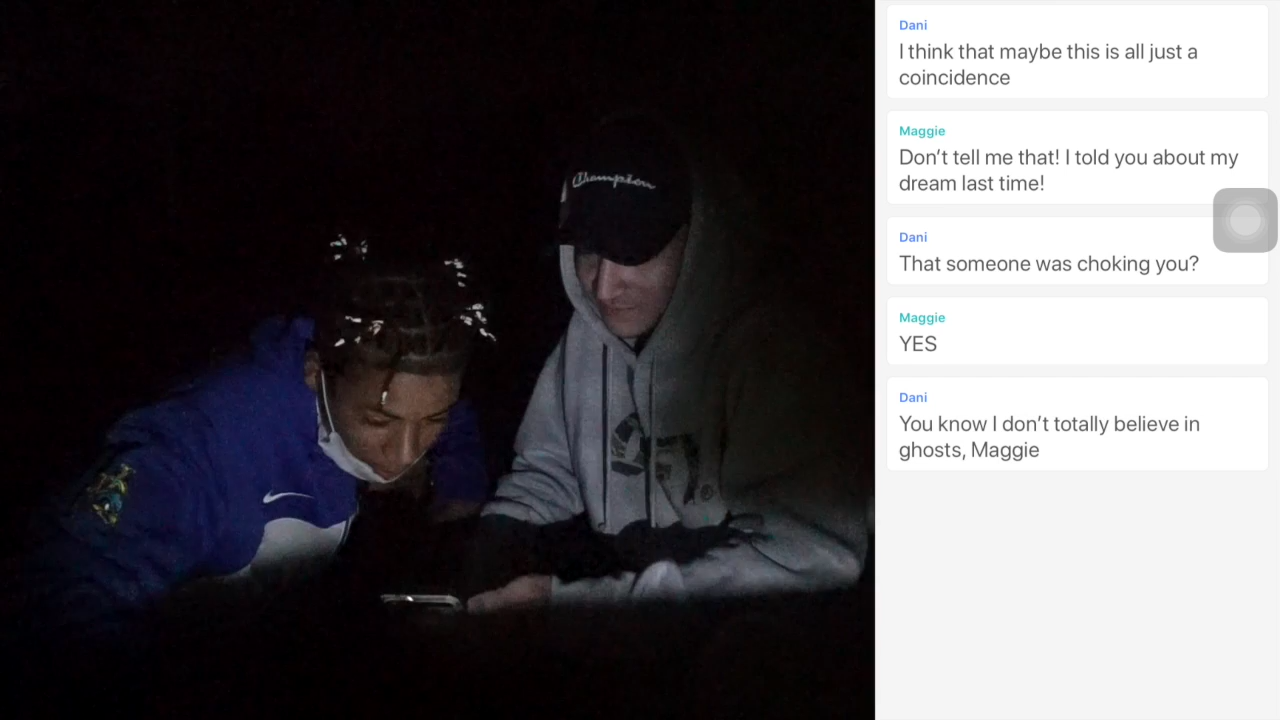 Champion
Dani
I think that maybe this is all just a
coincidence
Maggie
Don’t tell me that! I told you about my
dream last time!
Dani
That someone was choking you?
Maggie
YES
Dani
You know I don’t totally believe in
ghosts, Maggie